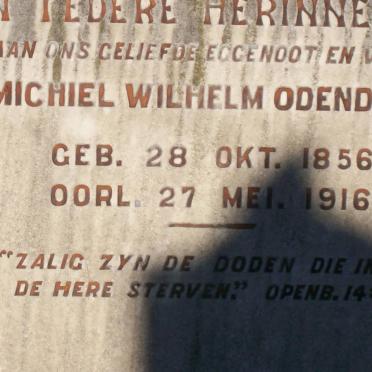 TEDERE HERINNE
AAN ONS GELIEFDE EGGENOOT EN V
MICHIEL WILHELM ODEND
GEB. 28 OKT. 1856
OORL. 27 MEI. 1916
"ZALIG ZYN DE DODEN DIE IN
DE HERE STERVEN." OPENB. 14: